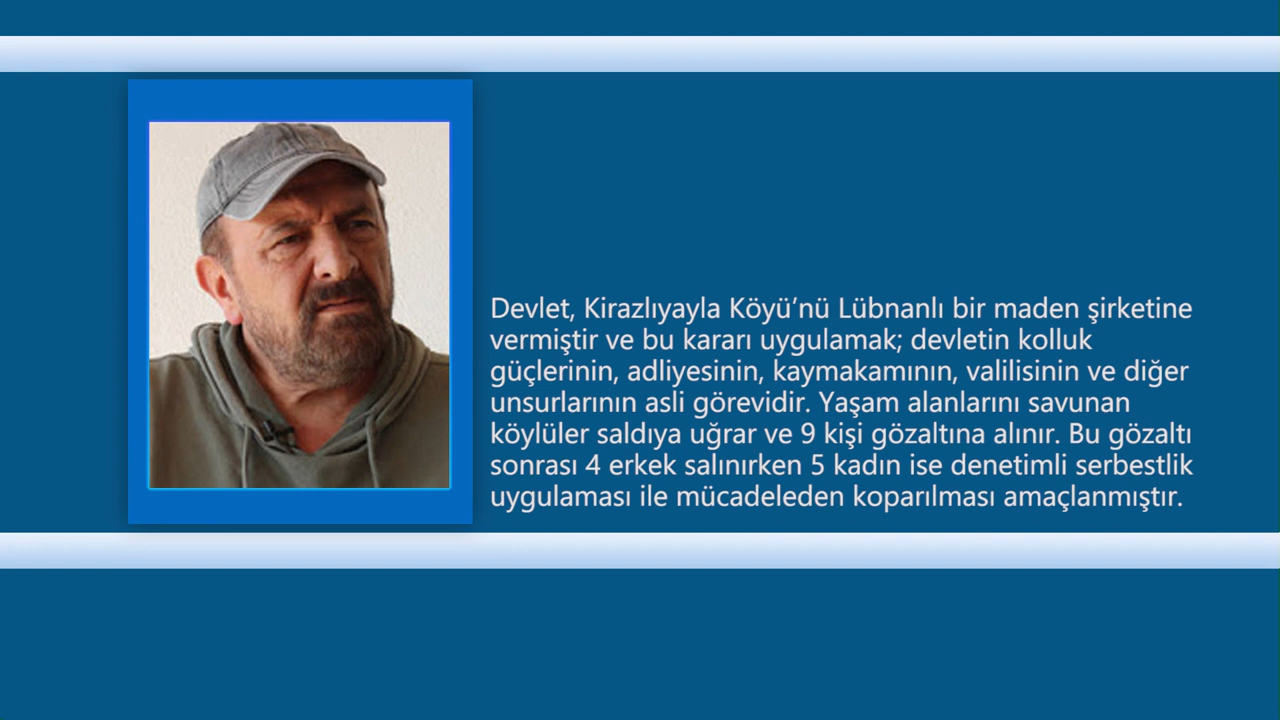 Devlet, Kirazlıyayla Köyü’nü Lübnanlı bir maden şirketine
vermiştir ve bu kararı uygulamak; devletin kolluk
güçlerinin, adliyesinin, kaymakamının, valilisinin ve diğer
unsurlarının asli görevidir. Yaşam alanlarını savunan
köylüler saldıya uğrar ve 9 kişi gözaltına alınır. Bu gözaltı
sonrası 4 erkek salınırken 5 kadın ise denetimli serbestlik
uygulaması ile mücadeleden koparılması amaçlanmıştır.